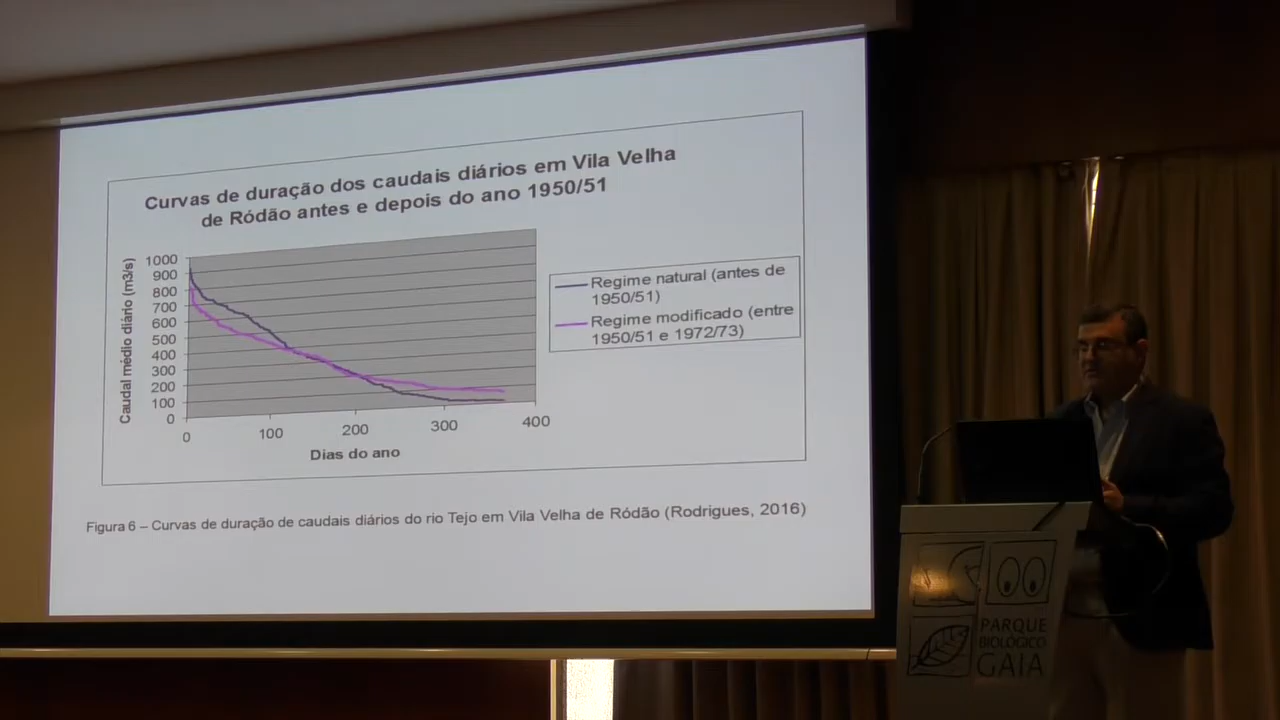 Curvas de duração dos caudais diários em Vila Velha
de Ródão antes e depois do ano 1950/51
Caudal médio diário (m3/s)
1000
900
800
700
600
500
400
300
200
100
0
0
100
200
300
400
Dias do ano
Regime natural (antes de
1950/51)
Regime modificado (entre
1950/51 e 1972/73)
Figura 6 – Curvas de duração de caudais diários do rio Tejo em Vila Velha de Ródão (Rodrigues, 2016)
PARQUE
BIOLÓGICO
GAIA